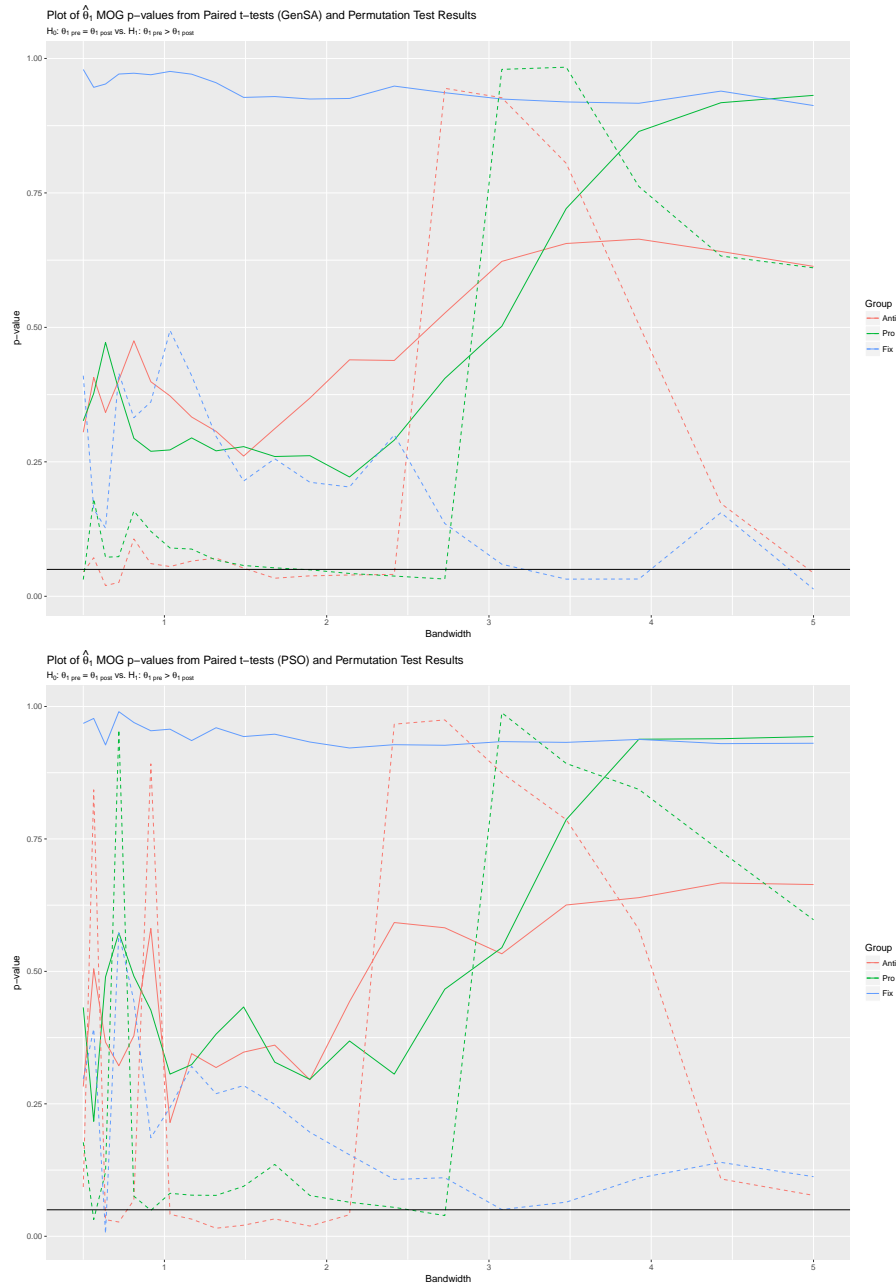 Plot of θ̂₁ MOG p−values from Paired t−tests (GenSA) and Permutation Test Results
H₀: θ₁ ₚᵣₑ = θ₁ ₚₒₛₜ vs. H₁: θ₁ ₚᵣₑ > θ₁ ₚₒₛₜ
1.00
0.75
0.50
0.25
0.00
p−value
1 2 3 4 5
Bandwidth
Group
Anti
Pro
Fix
Plot of θ̂₁ MOG p−values from Paired t−tests (PSO) and Permutation Test Results
H₀: θ₁ ₚᵣₑ = θ₁ ₚₒₛₜ vs. H₁: θ₁ ₚᵣₑ > θ₁ ₚₒₛₜ
1.00
0.75
0.50
0.25
0.00
p−value
1 2 3 4 5
Bandwidth
Group
Anti
Pro
Fix